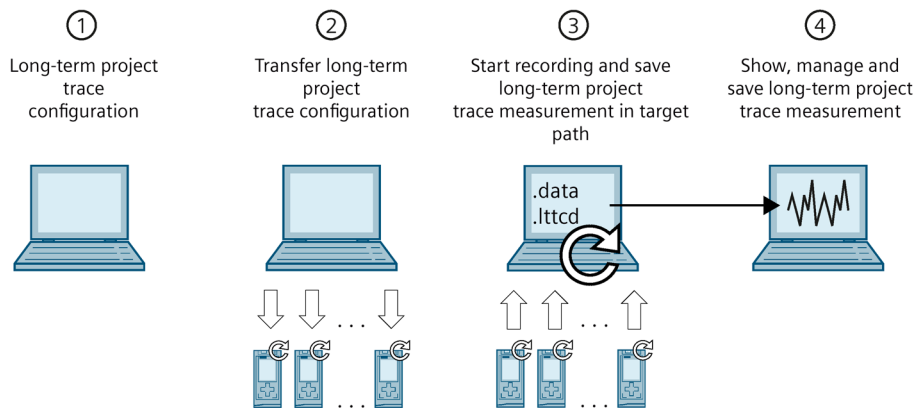 1
Long-term project
trace
configuration
2
Transfer long-term
project
trace configuration
3
Start recording and save
long-term project
trace measurement in target
path
4
Show, manage and
save long-term project
trace measurement
.data
.lttcd
...
...
...
...